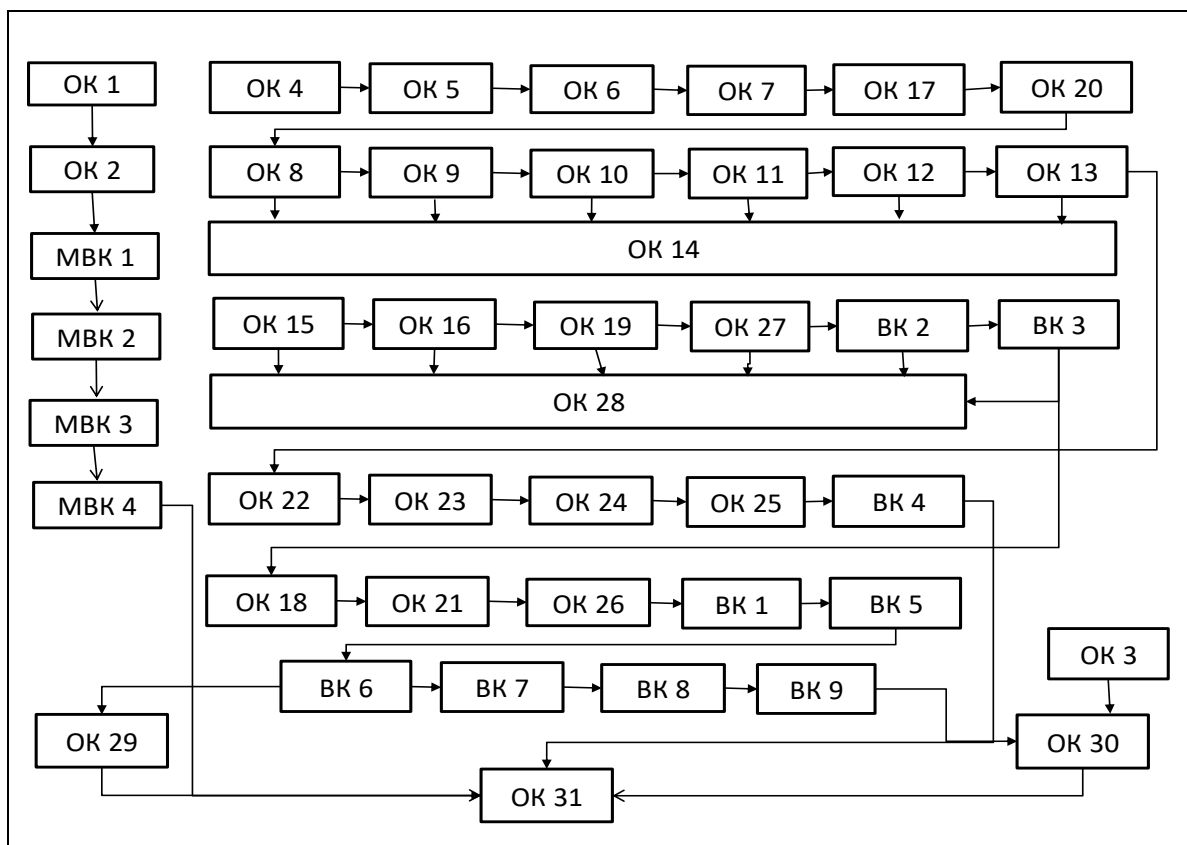 ОК 1
ОК 4
ОК 5
ОК 6
ОК 7
ОК 17
ОК 20
ОК 2
ОК 8
ОК 9
ОК 10
ОК 11
ОК 12
ОК 13
МВК 1
ОК 14
МВК 2
ОК 15
ОК 16
ОК 19
ОК 27
ВК 2
ВК 3
МВК 3
ОК 28
МВК 4
ОК 22
ОК 23
ОК 24
ОК 25
ВК 4
ОК 18
ОК 21
ОК 26
ВК 1
ВК 5
ОК 3
ВК 6
ВК 7
ВК 8
ВК 9
ОК 29
ОК 30
ОК 31